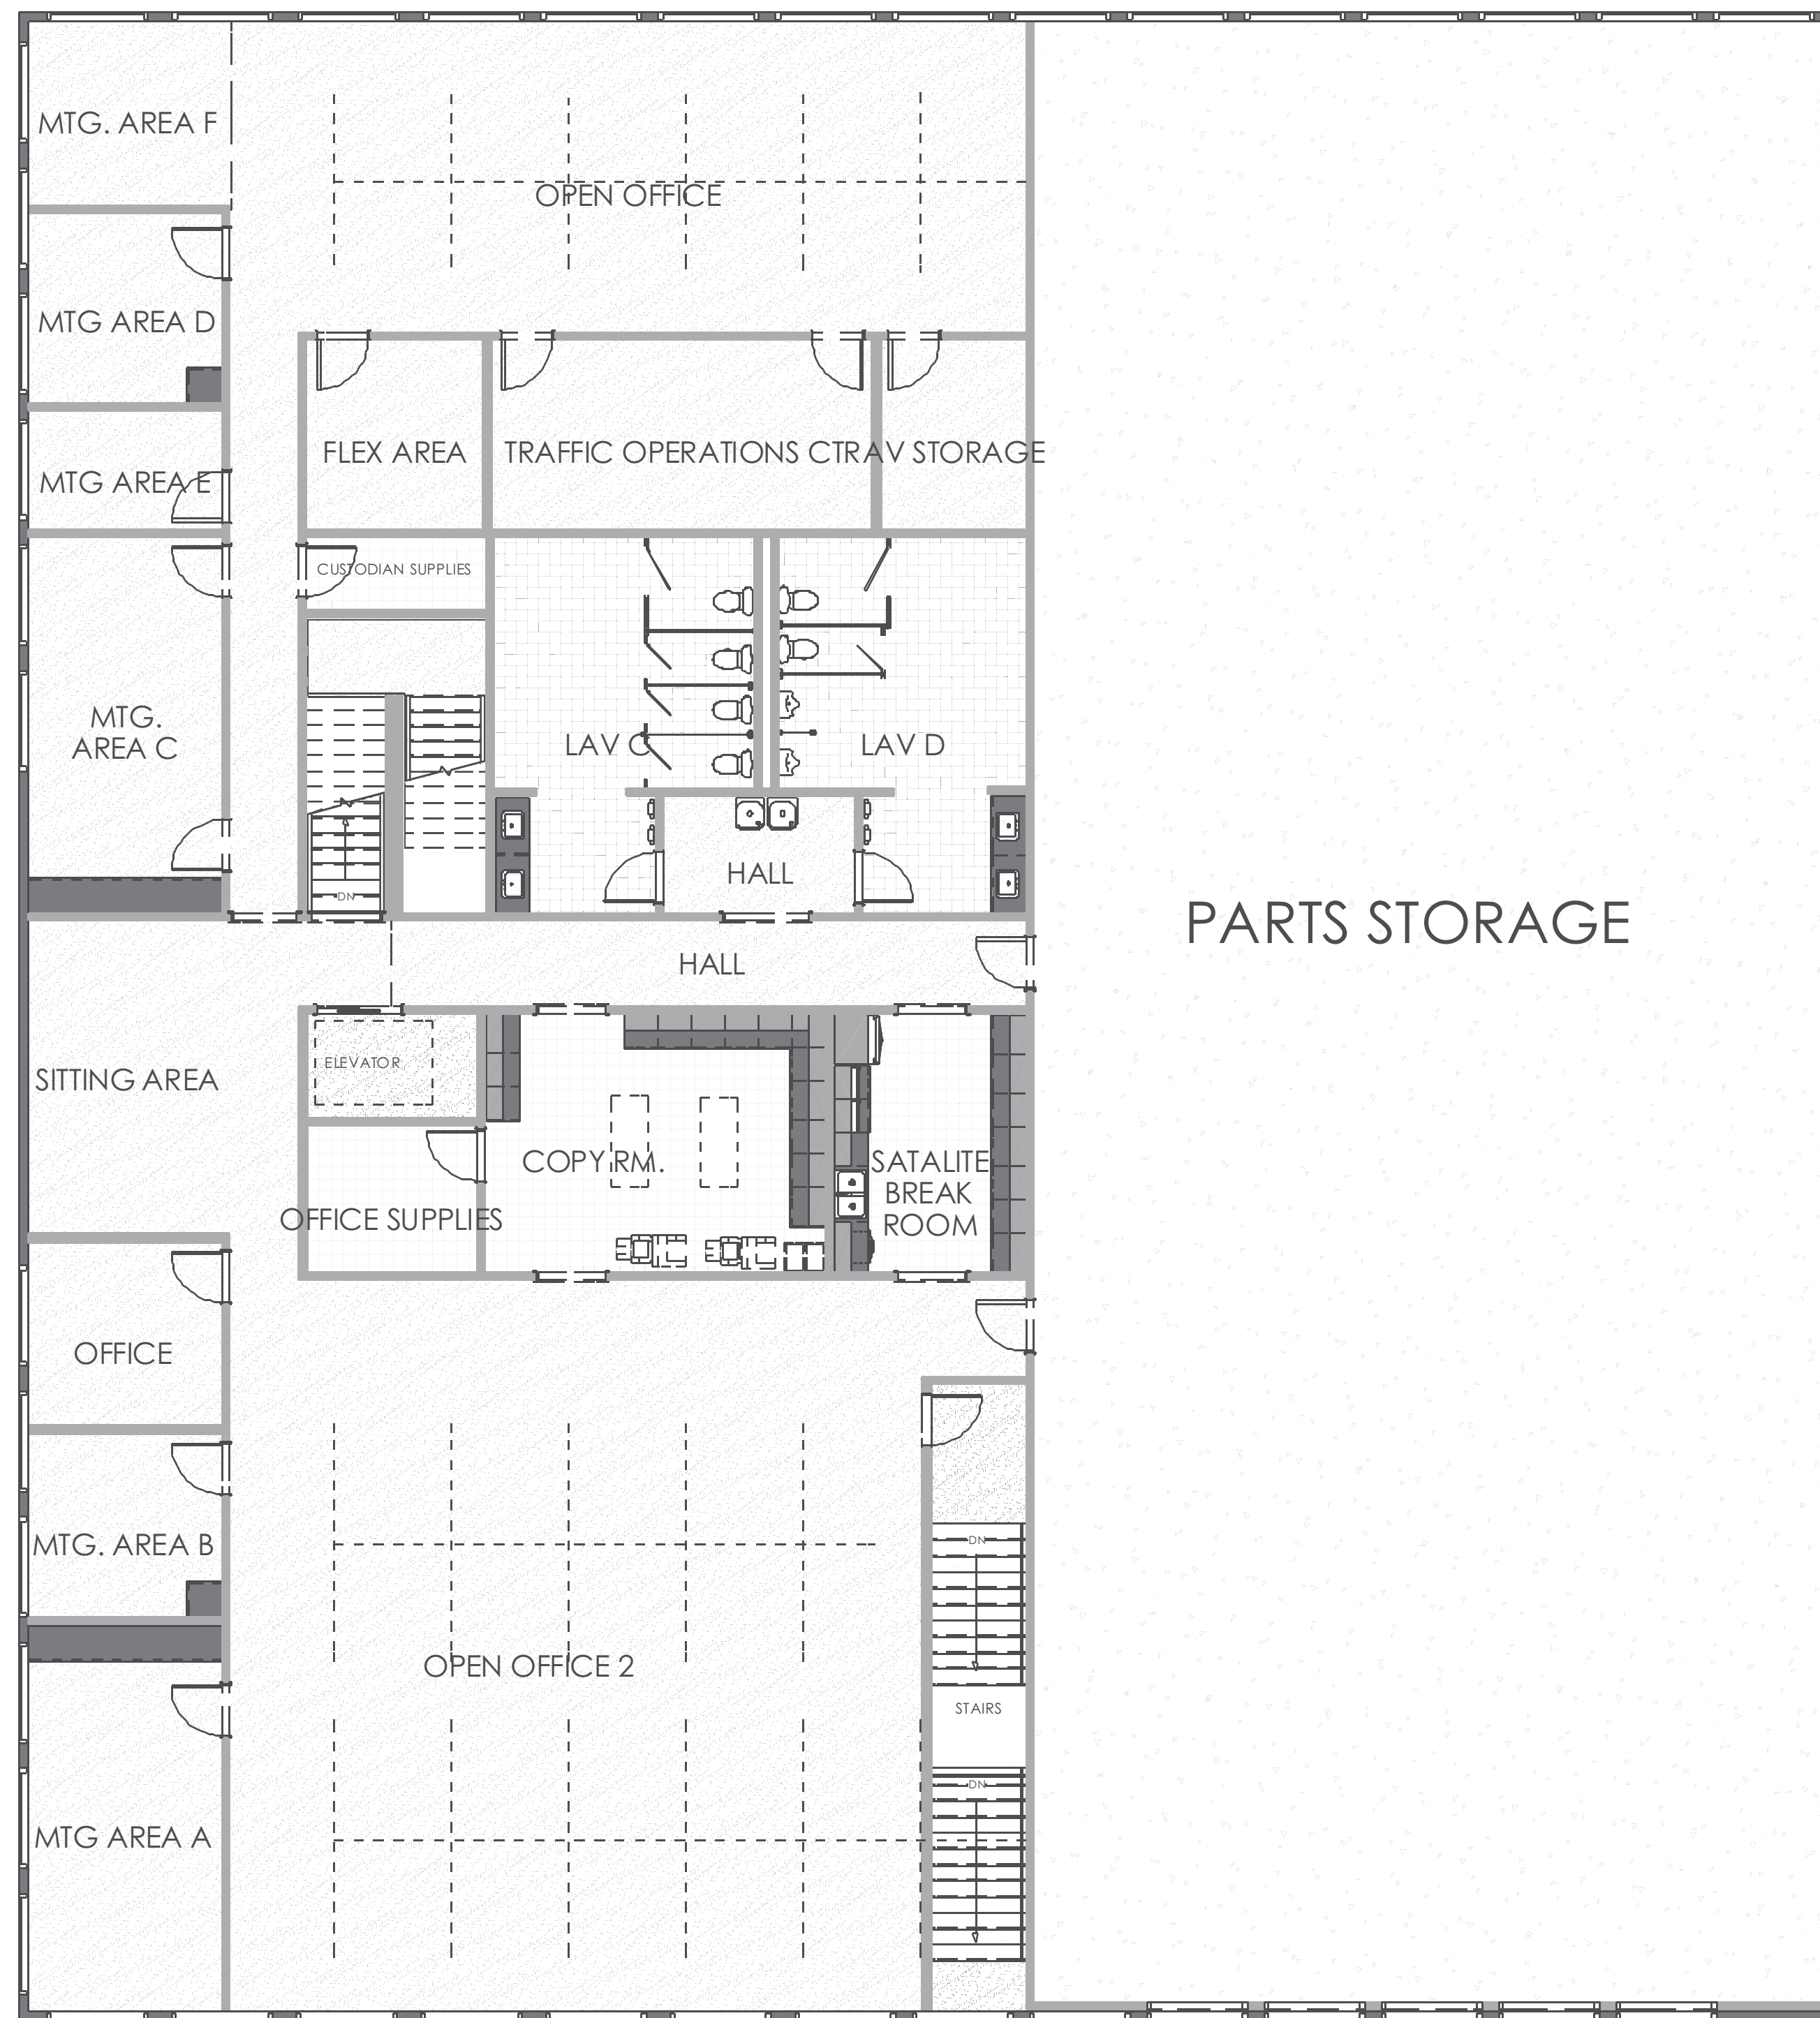 MTG. AREA F
OPEN OFFICE
MTG AREA D
FLEX AREA
TRAFFIC OPERATIONS CTR
AV STORAGE
MTG AREA E
CUSTODIAN SUPPLIES
MTG.
AREA C
LAV C
LAV D
HALL
DN
PARTS STORAGE
HALL
ELEVATOR
SITTING AREA
COPY RM.
SATALITE
BREAK
ROOM
OFFICE SUPPLIES
OFFICE
MTG. AREA B
DN
OPEN OFFICE 2
STAIRS
DN
MTG AREA A